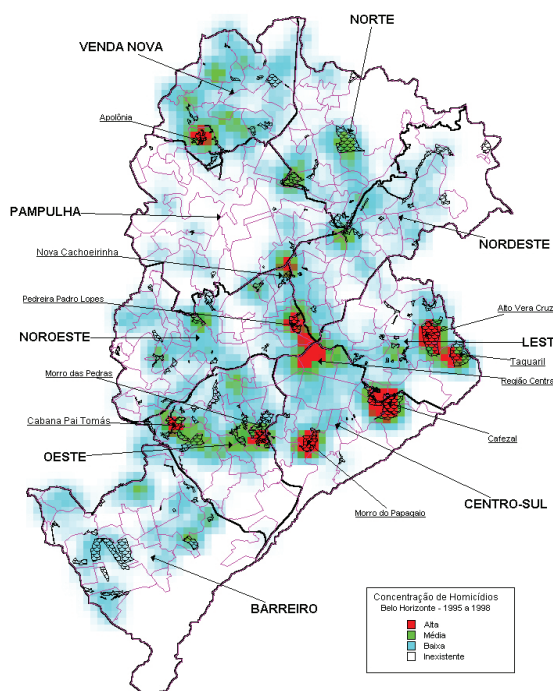 NORTE
VENDA NOVA
Apolônia
PAMPULHA
NORDESTE
Nova Cachoeirinha
Pedreira Padro Lopes
Alto Vera Cruz
NOROESTE
LEST
Taquaril
Morro das Pedras
Região Centra
Cabana Pai Tomás
Cafezal
OESTE
CENTRO-SUL
Morro do Papagaio
BARREIRO
Concentração de Homicídios
Belo Horizonte - 1995 a 1998
Alta
Média
Baixa
Inexistente